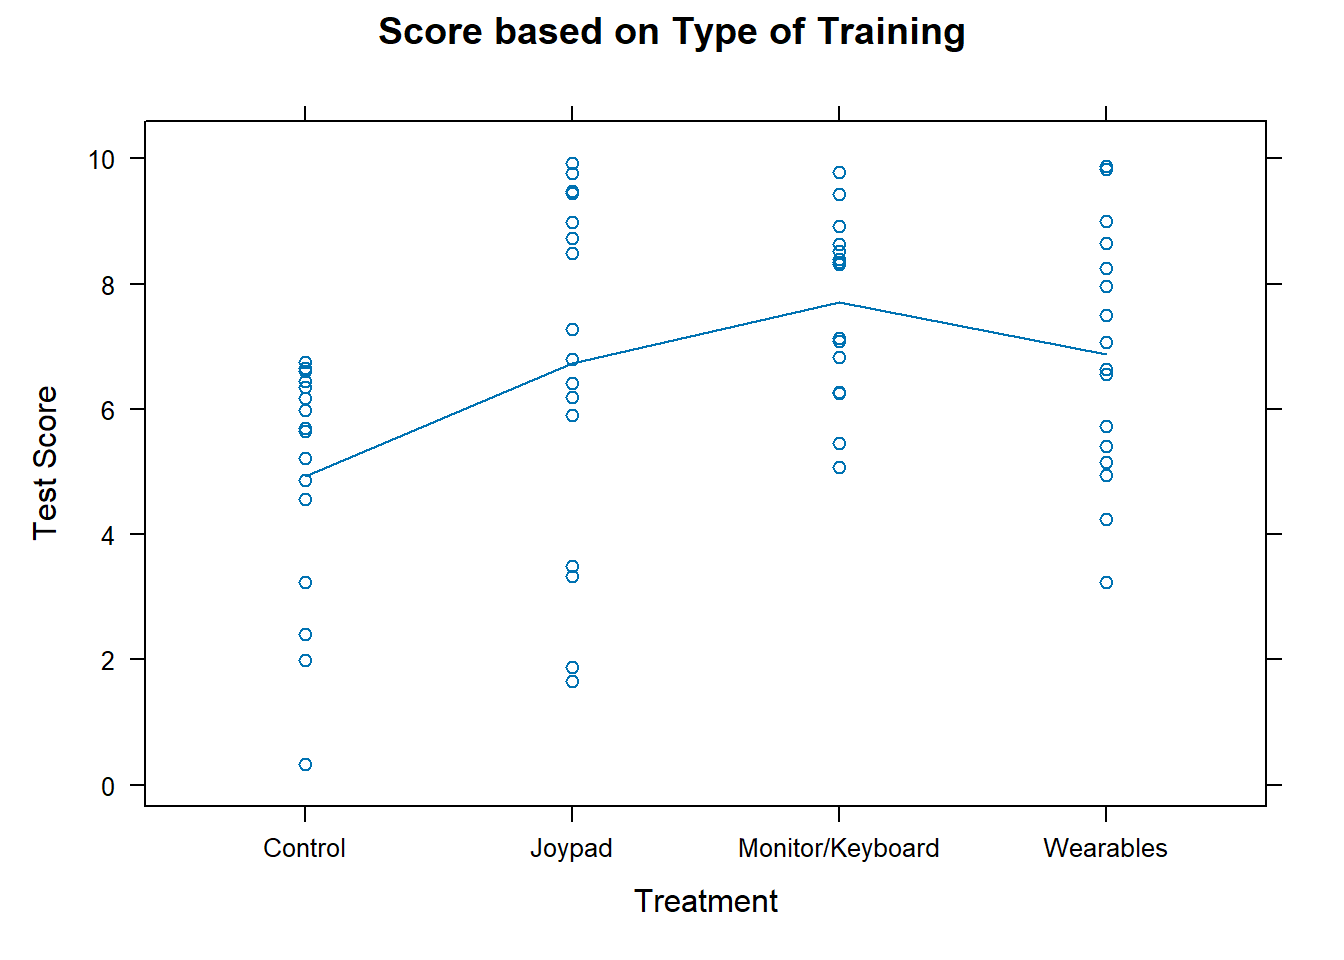 Score based on Type of Training
10
8
6
4
2
0
Test Score
Control Joypad Monitor/Keyboard Wearables
Treatment